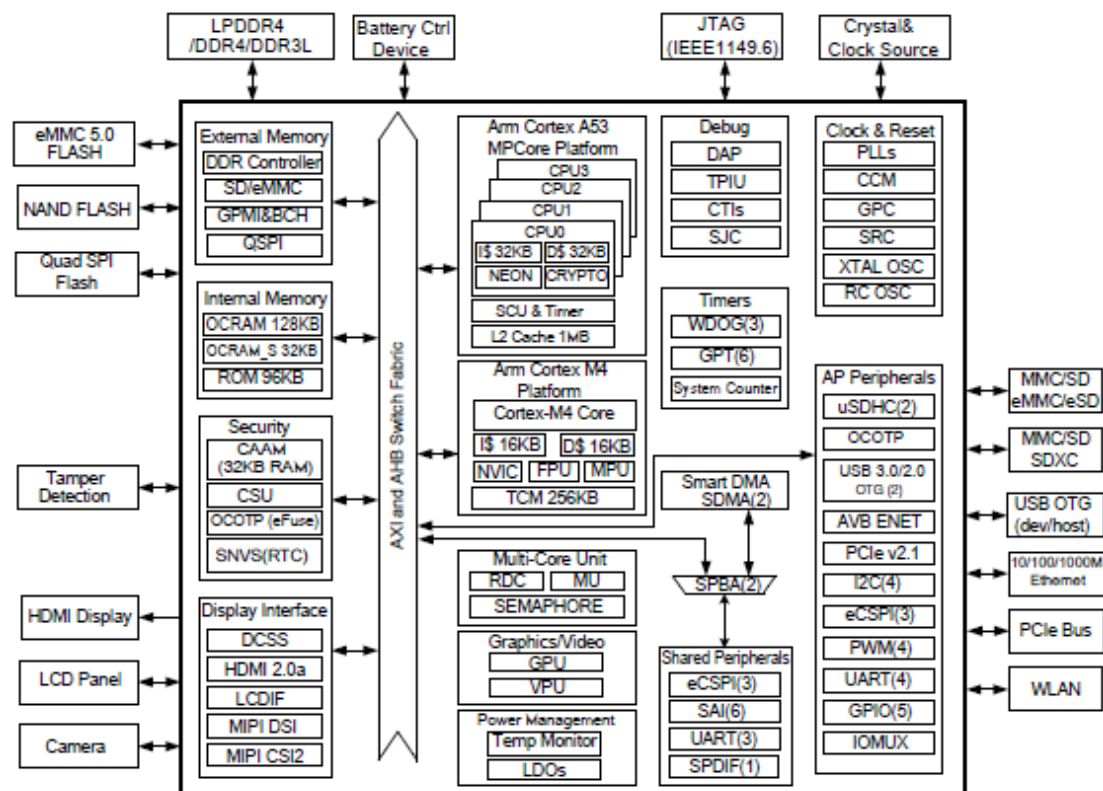 LPDDR4
/DDR4/DDR3L
Battery Ctrl
Device
JTAG
(IEEE1149.6)
Crystal&
Clock Source
eMMC 5.0
FLASH
NAND FLASH
Quad SPI
Flash
Tamper
Detection
HDMI Display
LCD Panel
Camera
External Memory
DDR Controller
SD/eMMC
GPMI&BCH
QSPI
Internal Memory
OCRAM 128KB
OCRAM_S 32KB
ROM 96KB
Security
CAAM
(32KB RAM)
CSU
OCOTP (eFuse)
SNVS(RTC)
Display Interface
DCSS
HDMI 2.0a
LCDIF
MIPI DSI
MIPI CSI2
AXI and AHB Switch Fabric
Arm Cortex A53
MPCore Platform
CPU3
CPU2
CPU1
CPU0
I$ 32KB
D$ 32KB
NEON
CRYPTO
SCU & Timer
L2 Cache 1MB
Arm Cortex M4
Platform
Cortex-M4 Core
I$ 16KB
D$ 16KB
NVIC
FPU
MPU
TCM 256KB
Multi-Core Unit
RDC
MU
SEMAPHORE
Graphics/Video
GPU
VPU
Power Management
Temp Monitor
LDOs
Debug
DAP
TPIU
CTIs
SJC
Timers
WDOG(3)
GPT(6)
System Counter
Smart DMA
SDMA(2)
SPBA(2)
Shared Peripherals
eCSPI(3)
SAI(6)
UART(3)
SPDIF(1)
Clock & Reset
PLLs
CCM
GPC
SRC
XTAL OSC
RC OSC
AP Peripherals
uSDHC(2)
OCOTP
USB 3.0/2.0
OTG (2)
AVB ENET
PCIe v2.1
I2C(4)
eCSPI(3)
PWM(4)
UART(4)
GPIO(5)
IOMUX
MMC/SD
eMMC/eSD
MMC/SD
SDXC
USB OTG
(dev/host)
10/100/1000M
Ethernet
PCIe Bus
WLAN